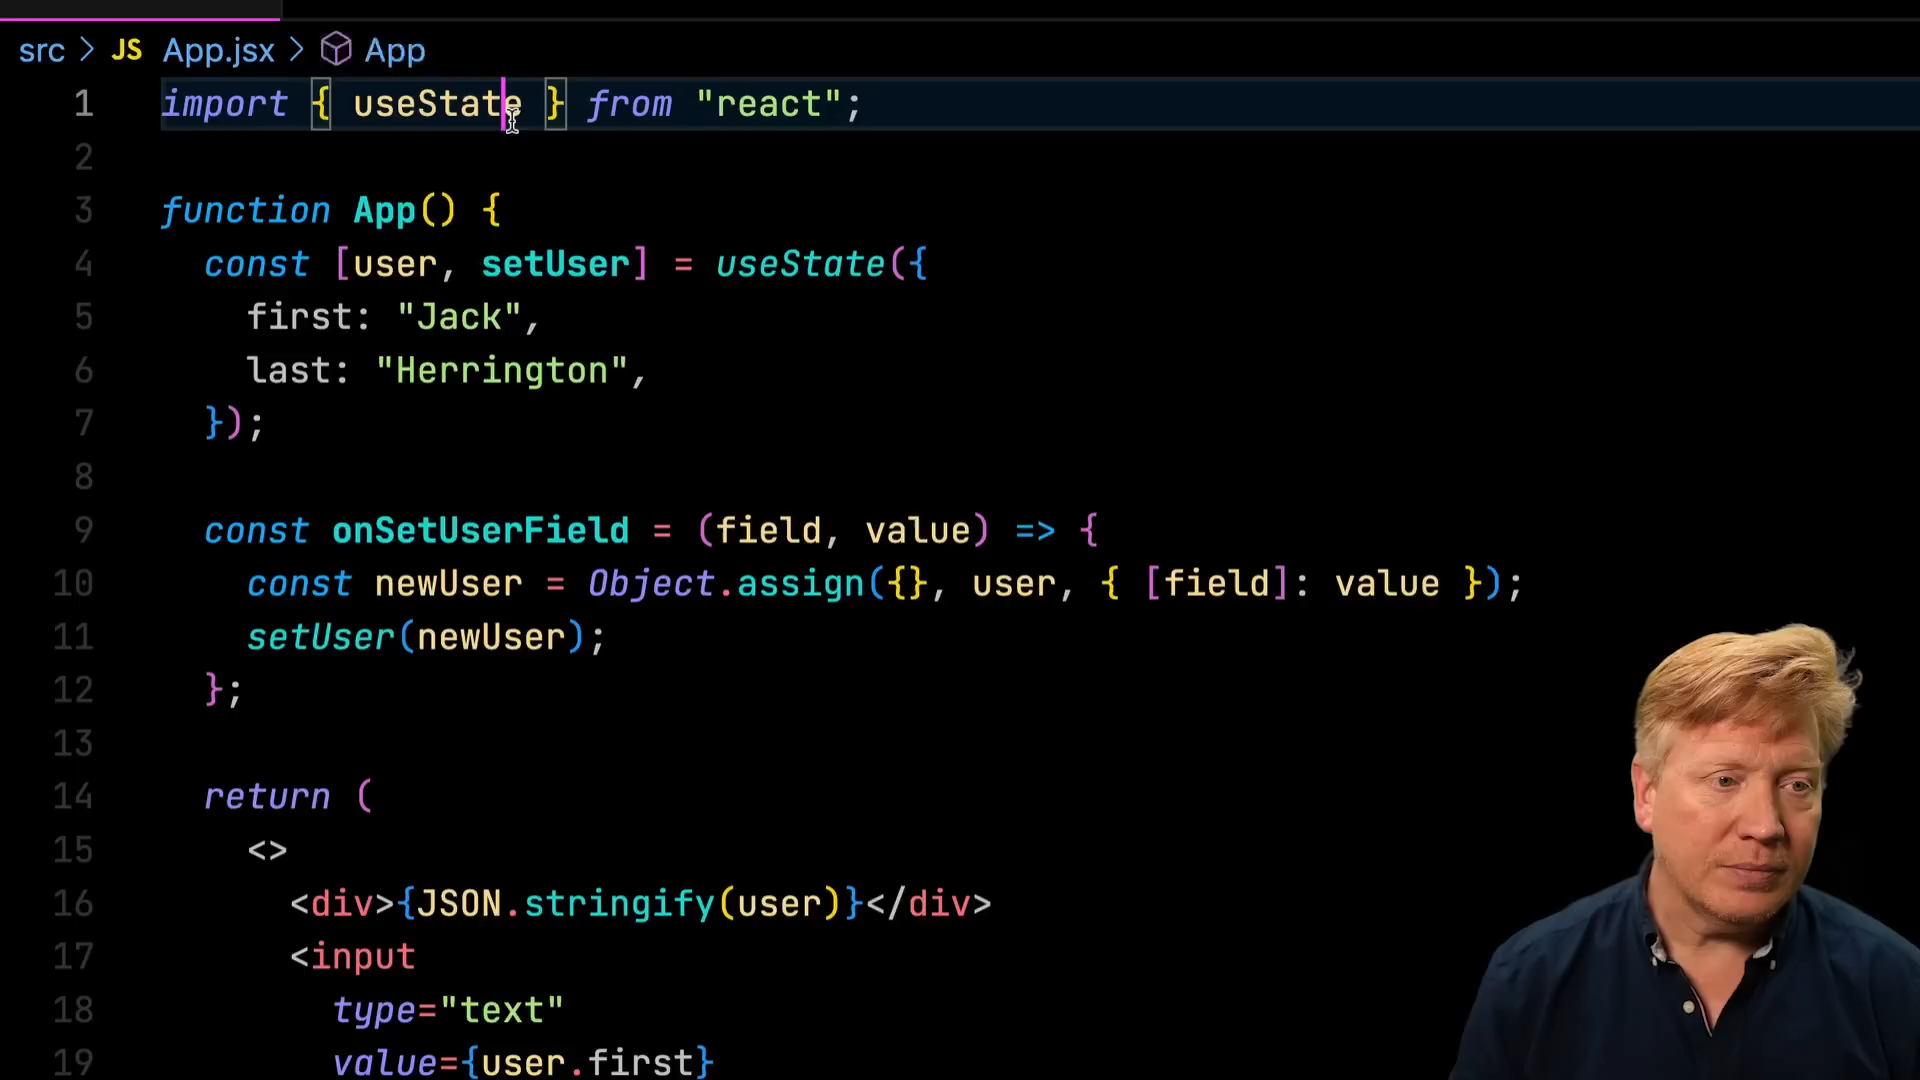 src > JS App.jsx > App
1 import { useState } from "react";
2
3 function App() {
4 const [user, setUser] = useState({
5 first: "Jack",
6 last: "Herrington",
7 });
8
9 const onSetUserField = (field, value) => {
10 const newUser = Object.assign({}, user, { [field]: value });
11 setUser(newUser);
12 };
13
14 return (
15 <>
16 <div>{JSON.stringify(user)}</div>
17 <input
18 type="text"
19 value={user.first}